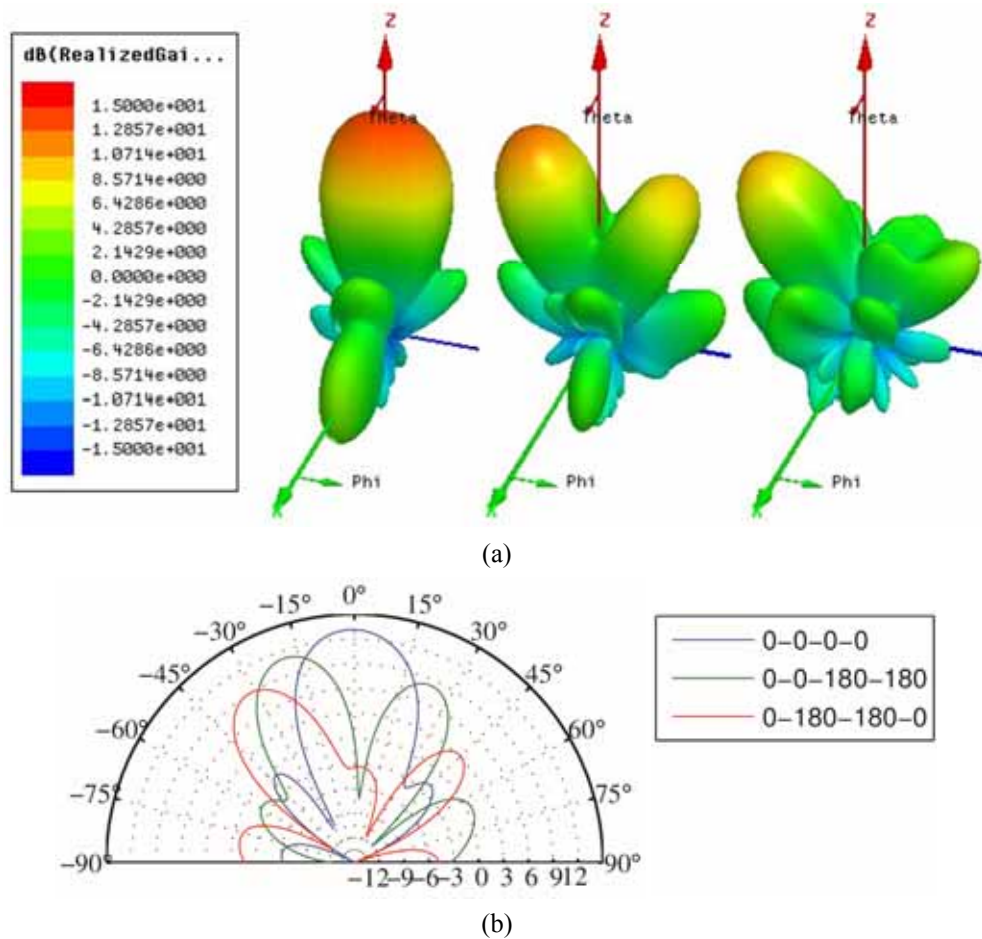 dB(RealizedGai...
1.5000e+001
1.2857e+001
1.0714e+001
8.5714e+000
6.4286e+000
4.2857e+000
2.1429e+000
0.0000e+000
-2.1429e+000
-4.2857e+000
-6.4286e+000
-8.5714e+000
-1.0714e+001
-1.2857e+001
-1.5000e+001
Z Z Z
Theta Theta Theta
Phi Phi Phi
(a)
-90° -75° -60° -45° -30° -15° 0° 15° 30° 45° 60° 75° 90°
-12 -9 -6 -3 0 3 6 9 12
0-0-0-0
0-0-180-180
0-180-180-0
(b)